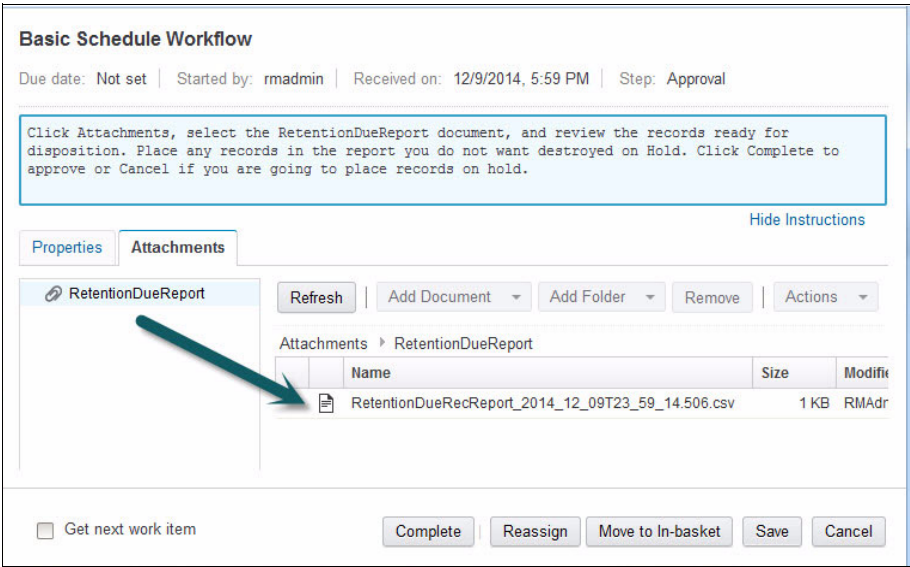 Basic Schedule Workflow
Due date: Not set Started by: rmadmin Received on: 12/9/2014, 5:59 PM Step: Approval
Click Attachments, select the RetentionDueReport document, and review the records ready for
disposition. Place any records in the report you do not want destroyed on Hold. Click Complete to
approve or Cancel if you are going to place records on hold.
Hide Instructions
Properties Attachments
RetentionDueReport
Refresh Add Document Add Folder Remove Actions
Attachments RetentionDueReport
Name Size Modifie
RetentionDueRecReport_2014_12_09T23_59_14.506.csv 1 KB RMAdr
Get next work item Complete Reassign Move to In-basket Save Cancel